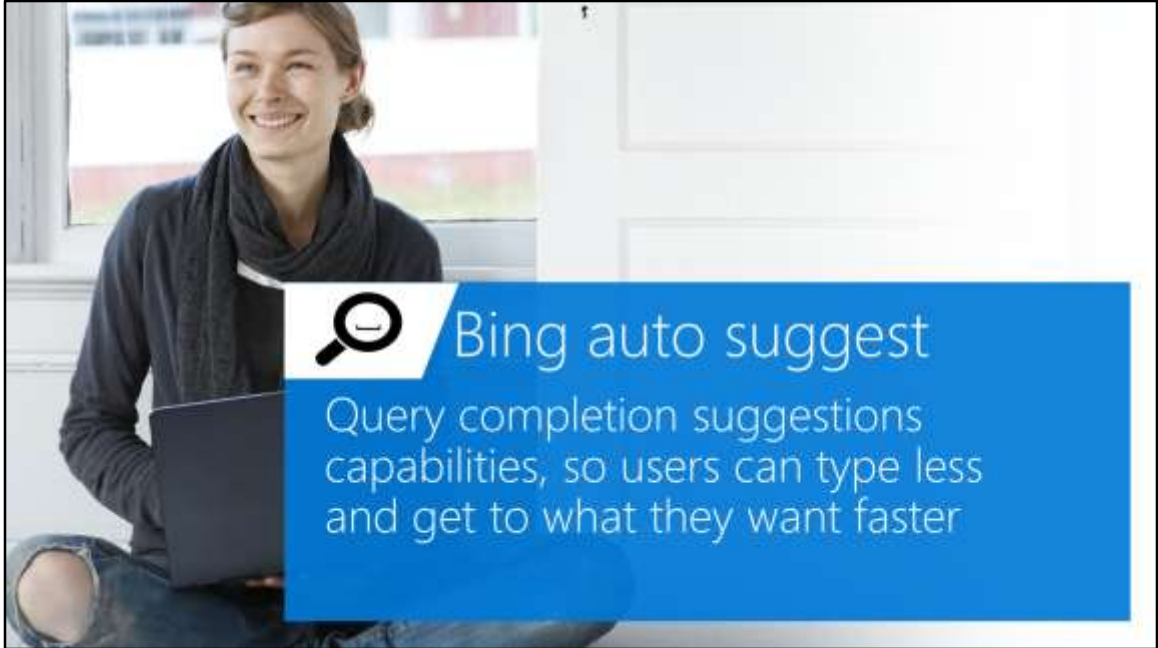 Bing auto suggest
Query completion suggestions
capabilities, so users can type less
and get to what they want faster